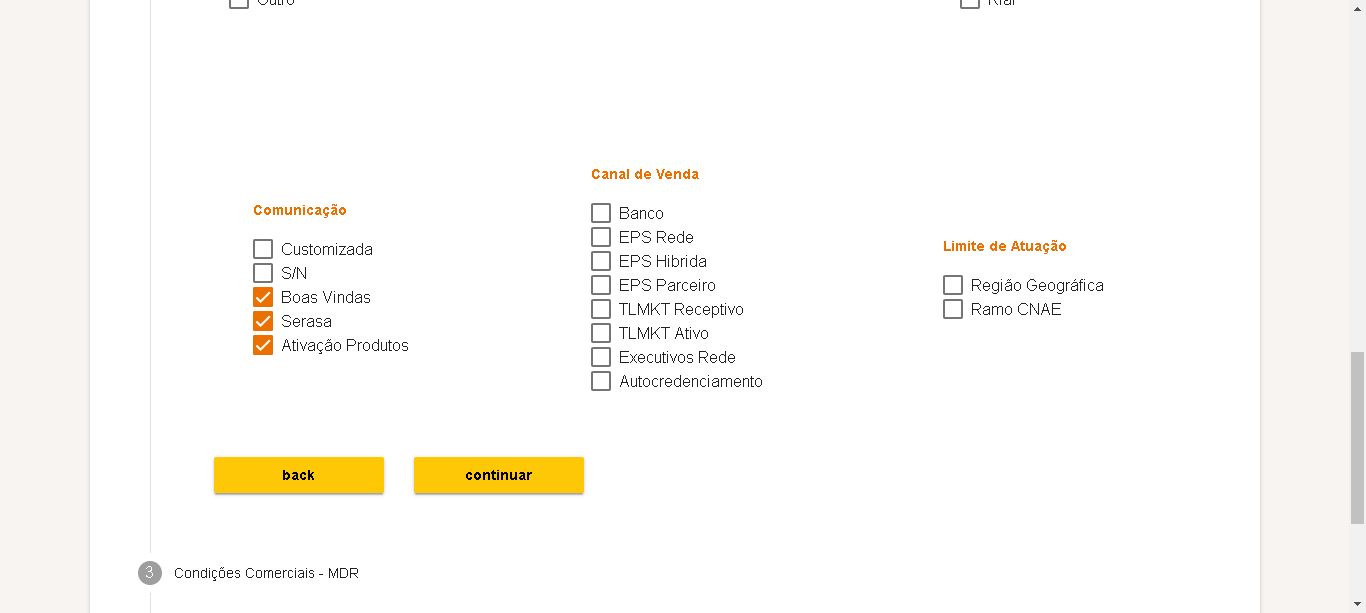 Outro
Comunicação
Customizada
S/N
Boas Vindas
Serasa
Ativação Produtos
Canal de Venda
Banco
EPS Rede
EPS Hibrida
EPS Parceiro
TLMKT Receptivo
TLMKT Ativo
Executivos Rede
Autocredenciamento
Limite de Atuação
Região Geográfica
Ramo CNAE
back
continuar
3 Condições Comerciais - MDR